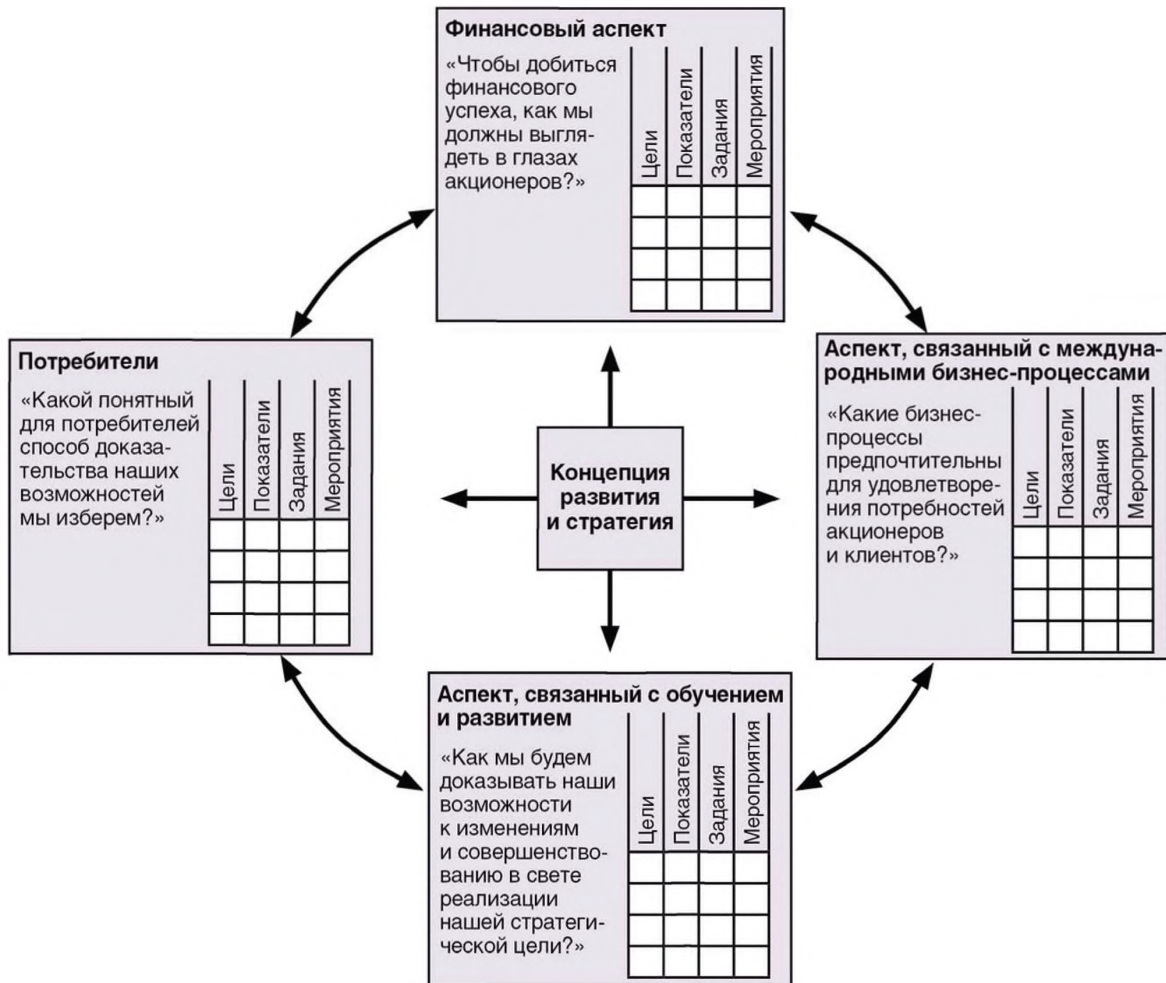 Финансовый аспект
«Чтобы добиться
финансового
успеха, как мы
должны выгля-
деть в глазах
акционеров?»
Цели
Показатели
Задания
Мероприятия
Потребители
«Какой понятный
для потребителей
способ доказа-
тельства наших
возможностей
мы изберем?»
Цели
Показатели
Задания
Мероприятия
Концепция
развития
и стратегия
Аспект, связанный с междуна-
родными бизнес-процессами
«Какие бизнес-
процессы
предпочтительны
для удовлетворе-
ния потребностей
акционеров
и клиентов?»
Цели
Показатели
Задания
Мероприятия
Аспект, связанный с обучением
и развитием
«Как мы будем
доказывать наши
возможности
к изменениям
и совершенство-
ванию в свете
реализации
нашей стратеги-
ческой цели?»
Цели
Показатели
Задания
Мероприятия